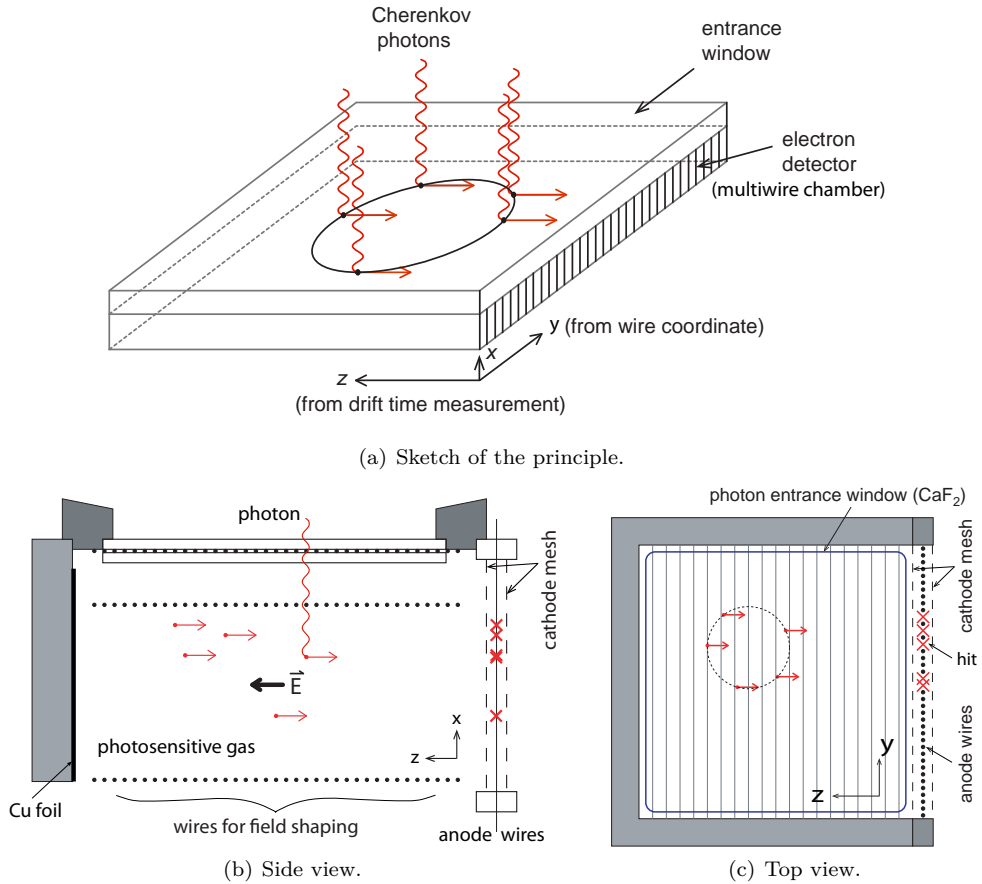 Cherenkov
photons
entrance
window
electron
detector
(multiwire chamber)
y (from wire coordinate)
x
z
(from drift time measurement)
(a) Sketch of the principle.
photon
cathode mesh
E
x
z
photosensitive gas
Cu foil
wires for field shaping
anode wires
(b) Side view.
photon entrance window (CaF₂)
cathode mesh
hit
anode wires
y
z
(c) Top view.